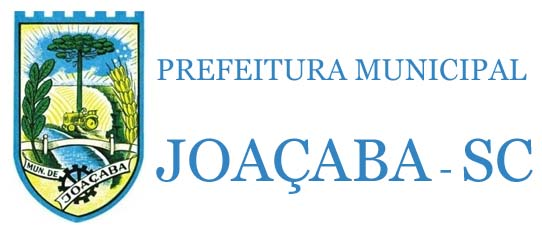 PREFEITURA MUNICIPAL
JOAÇABA - SC
MUN. DE JOAÇABA